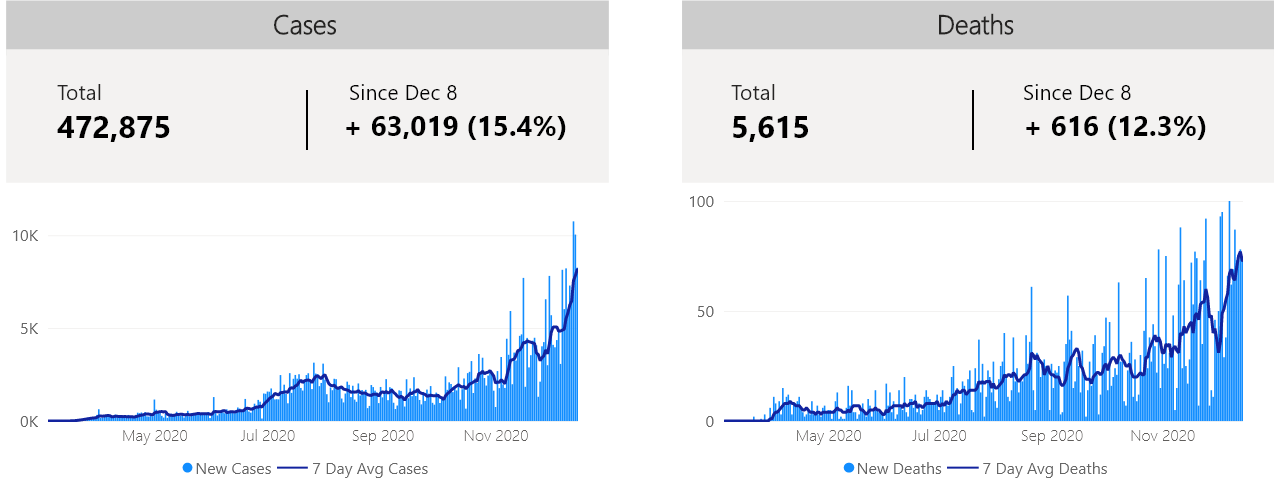 Cases
Total
472,875
Since Dec 8
+ 63,019 (15.4%)
10K
5K
0K
May 2020
Jul 2020
Sep 2020
Nov 2020
New Cases
7 Day Avg Cases
Deaths
Total
5,615
Since Dec 8
+ 616 (12.3%)
100
50
0
May 2020
Jul 2020
Sep 2020
Nov 2020
New Deaths
7 Day Avg Deaths